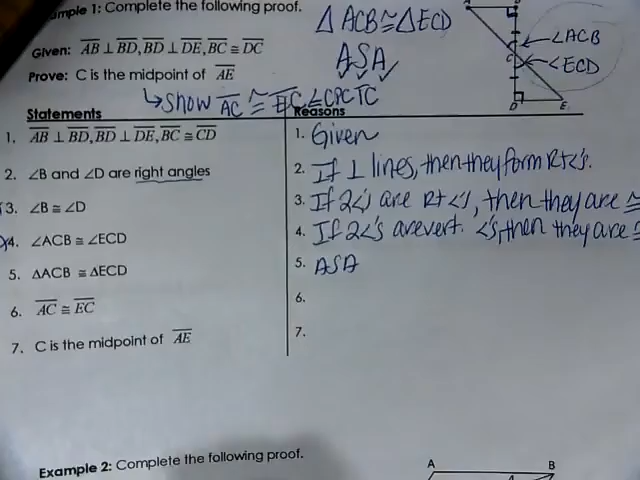 ample 1: Complete the following proof.
△ACB≅△ECD
Given: AB ⊥ BD, BD ⊥ DE, BC ≅ DC
ASA
∠ACB
∠ECD
C
D
E
Prove: C is the midpoint of AE
↳ Show AC ≅ EC ∠CPCTC
Statements
Reasons
1. AB ⊥ BD, BD ⊥ DE, BC ≅ CD
1. Given
2. ∠B and ∠D are right angles
2. If ⊥ lines, then they form Rt∠'s.
3. ∠B ≅ ∠D
3. If 2∠'s are Rt ∠'s, then they are ≅
4. ∠ACB ≅ ∠ECD
4. If 2∠'s are vert. ∠'s, then they are ≅
5. ΔACB ≅ ΔECD
5. ASA
6. AC ≅ EC
6.
7. C is the midpoint of AE
7.
Example 2: Complete the following proof.
A
B